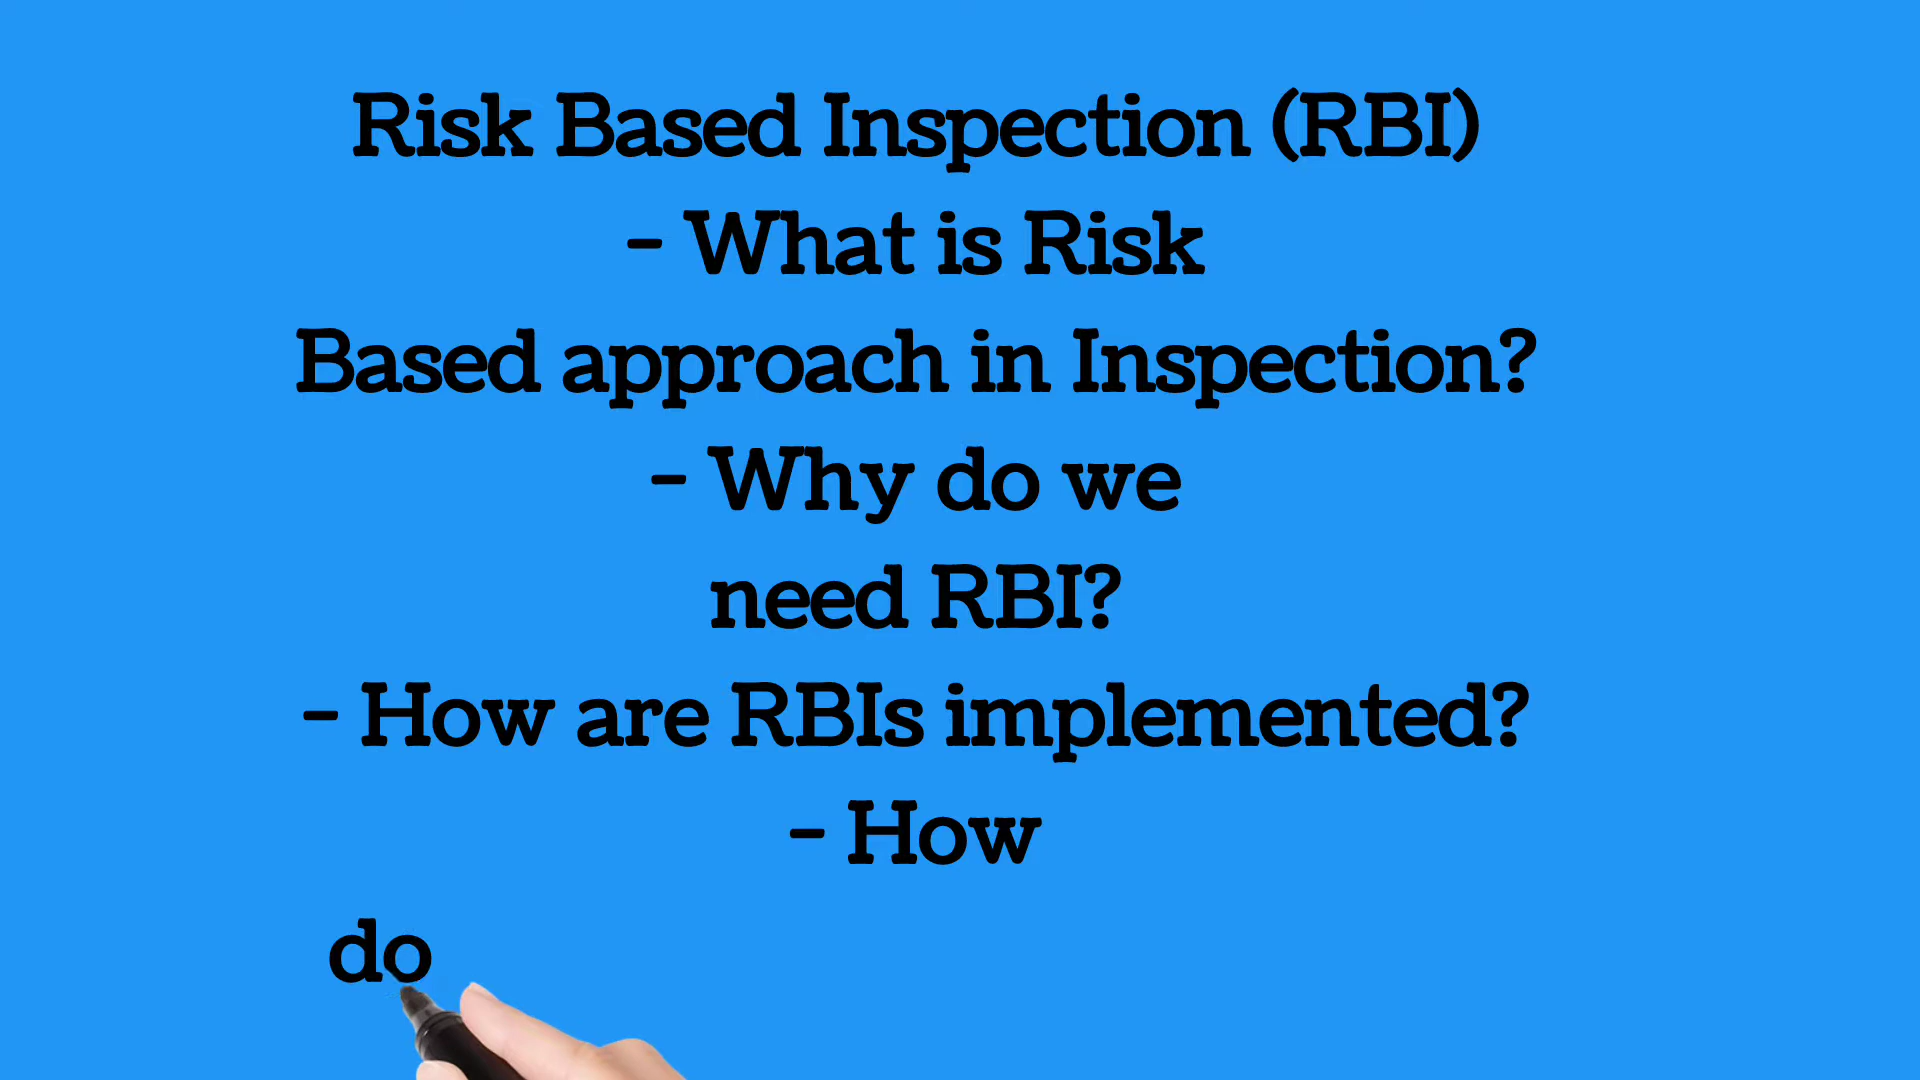 Risk Based Inspection (RBI)
- What is Risk
Based approach in Inspection?
- Why do we
need RBI?
- How are RBIs implemented?
- How
do